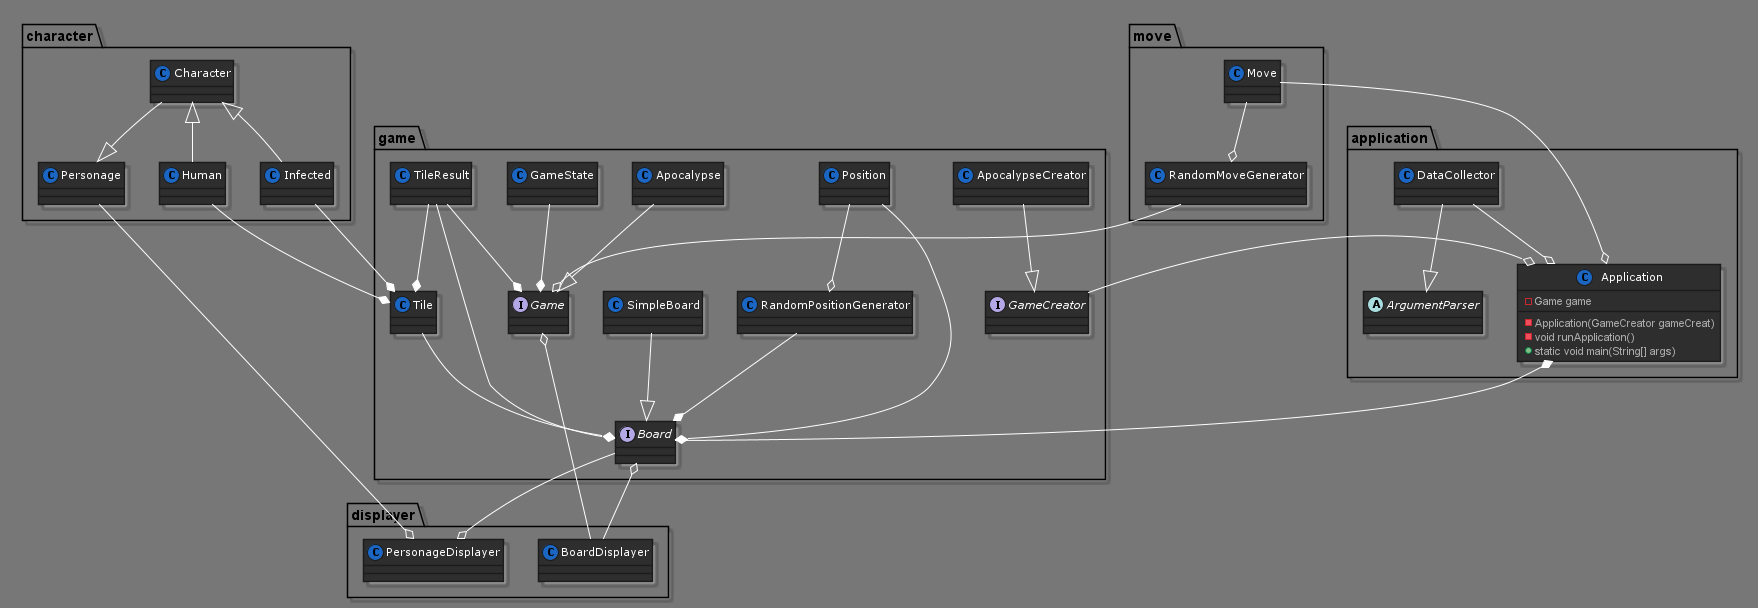 character
C Character
C Personage
C Human
C Infected
game
C TileResult
C GameState
C Apocalypse
C Position
C ApocalypseCreator
C Tile
I Game
C SimpleBoard
C RandomPositionGenerator
I GameCreator
I Board
move
C Move
C RandomMoveGenerator
application
C DataCollector
A ArgumentParser
C Application
Game game
Application(GameCreator gameCreat)
void runApplication()
static void main(String[] args)
displayer
C PersonageDisplayer
C BoardDisplayer